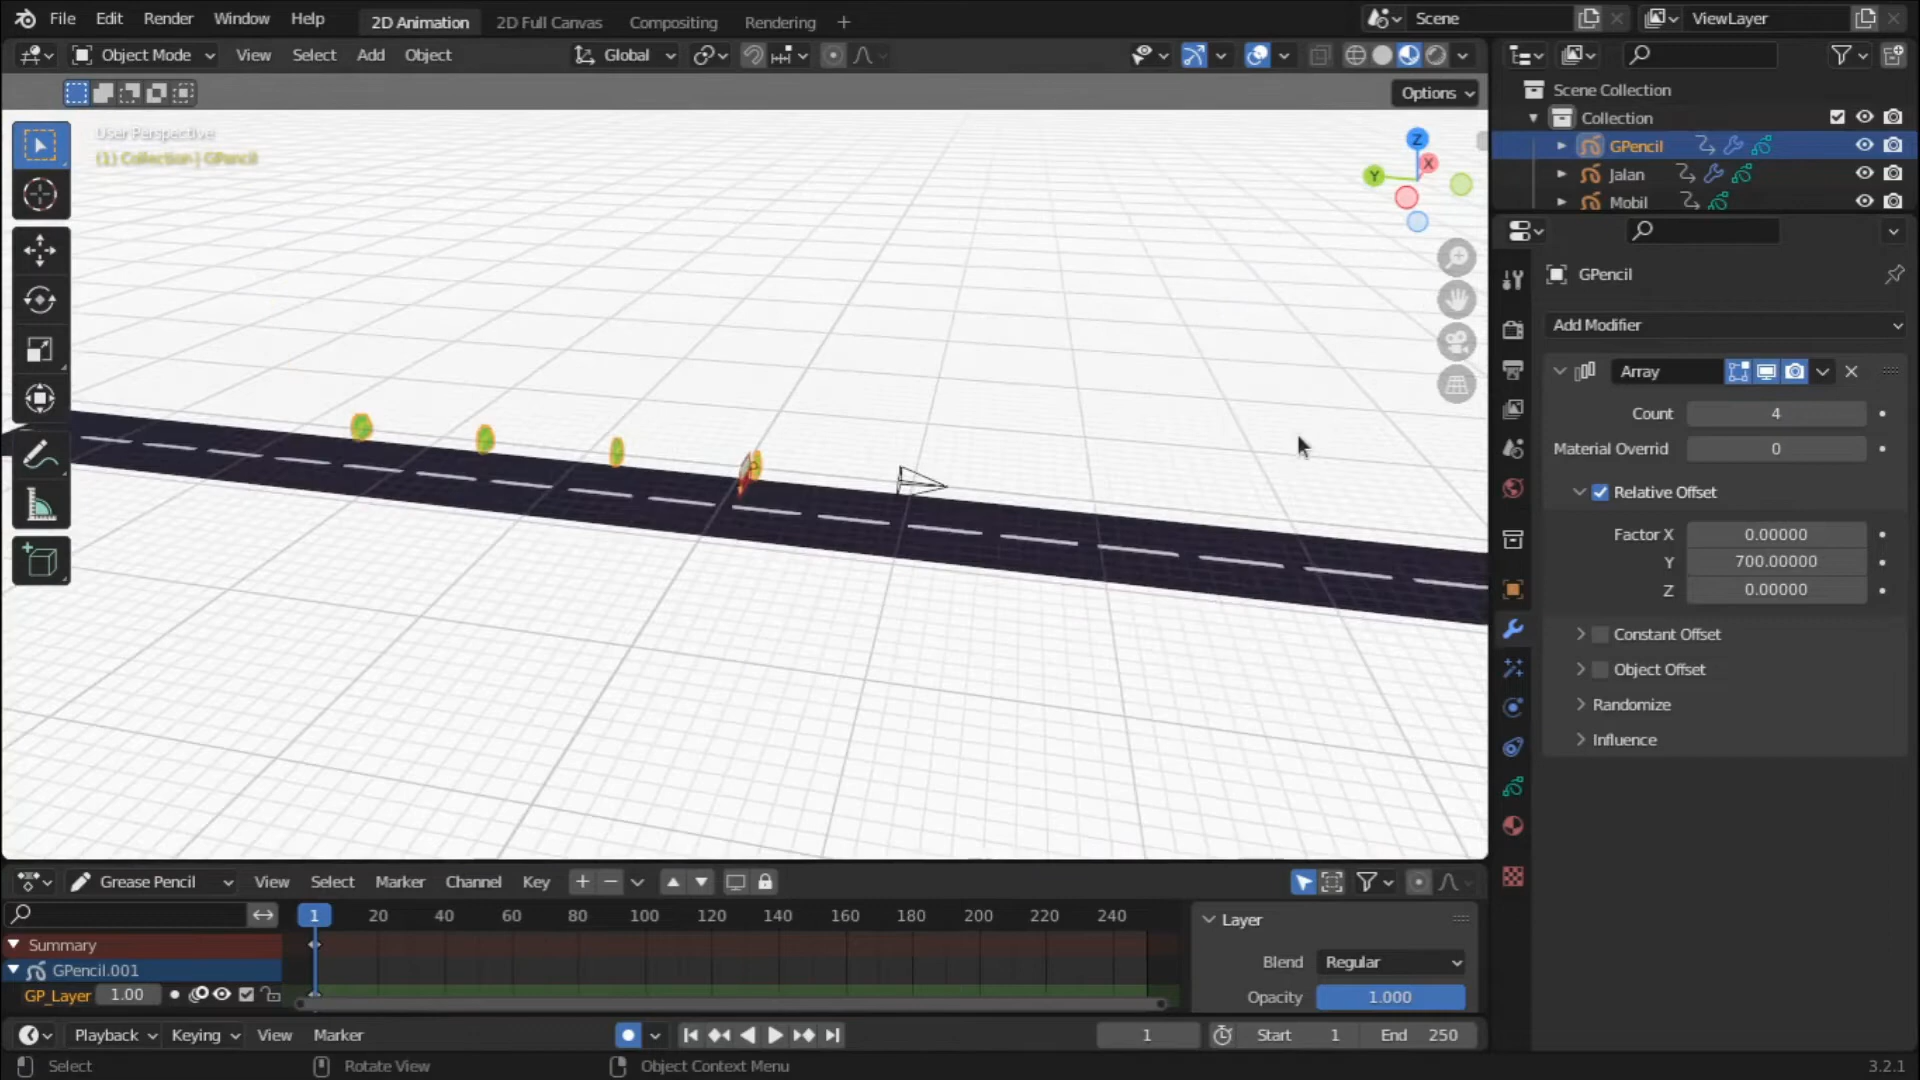 File Edit Render Window Help 2D Animation 2D Full Canvas Compositing Rendering Scene ViewLayer
Object Mode View Select Add Object Global
Options
User Perspective
(1) Collection | GPencil
Z
X
Y
Scene Collection
Collection
GPencil
Jalan
Mobil
GPencil
Add Modifier
Array
Count 4
Material Overrid 0
Relative Offset
Factor X 0.00000
Y 700.00000
Z 0.00000
Constant Offset
Object Offset
Randomize
Influence
Grease Pencil View Select Marker Channel Key
1 20 40 60 80 100 120 140 160 180 200 220 240
Layer
Summary
Blend Regular
GPencil.001
GP_Layer 1.00
Opacity 1.000
Playback Keying View Marker 1 Start 1 End 250
Select Rotate View Object Context Menu 3.2.1